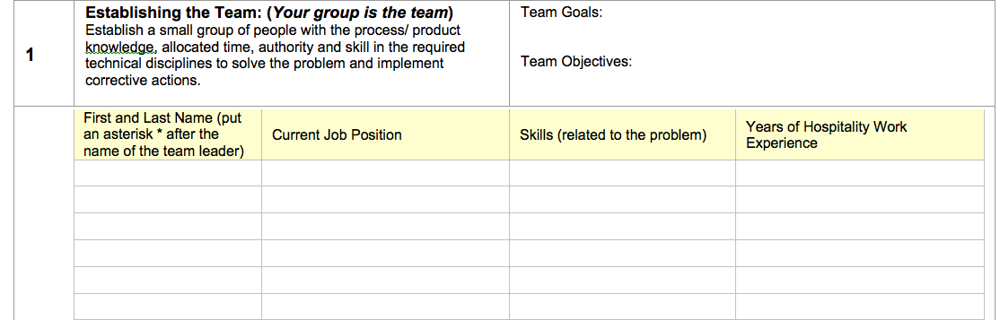 Establishing the Team: (Your group is the team)
Establish a small group of people with the process/ product
knowledge, allocated time, authority and skill in the required
technical disciplines to solve the problem and implement
corrective actions.
1
Team Goals:
Team Objectives:
First and Last Name (put
an asterisk * after the
name of the team leader)
Current Job Position
Skills (related to the problem)
Years of Hospitality Work
Experience